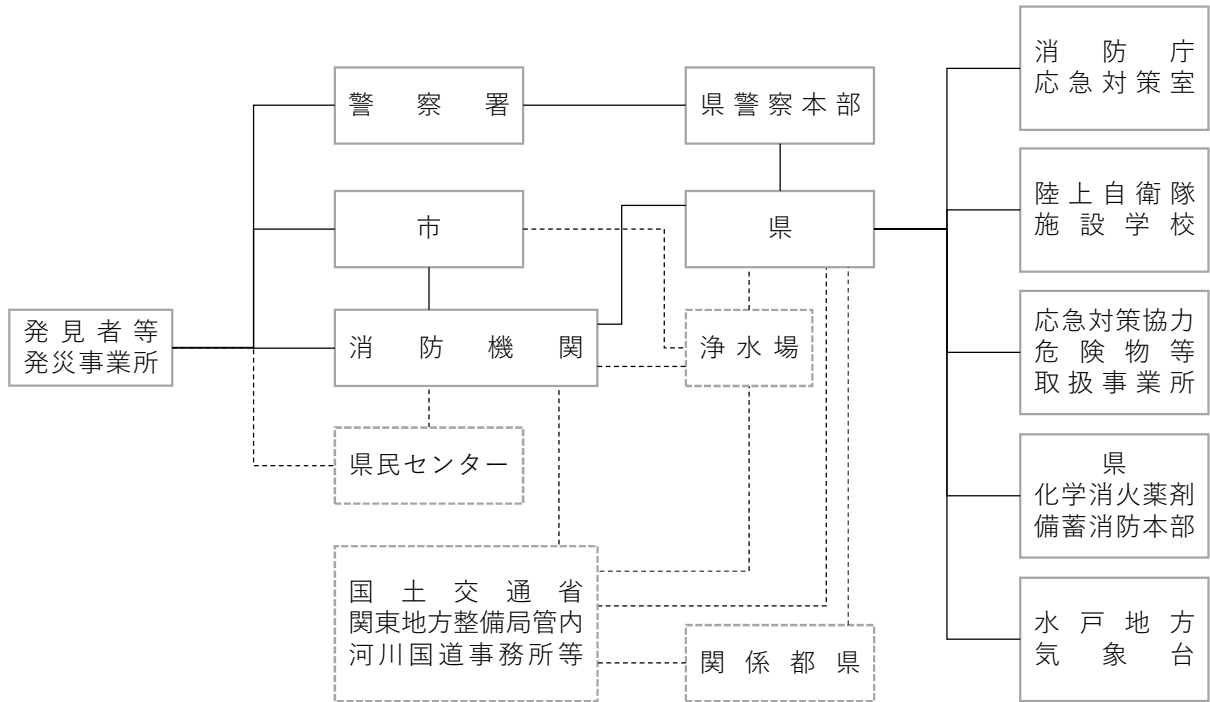 消防庁
応急対策室
警察署
県警察本部
陸上自衛隊
施設学校
市
県
発見者等
発災事業所
消防機関
浄水場
応急対策協力
危険物等
取扱事業所
県民センター
県
化学消火薬剤
備蓄消防本部
国土交通省
関東地方整備局管内
河川国道事務所等
関係都県
水戸地方
気象台